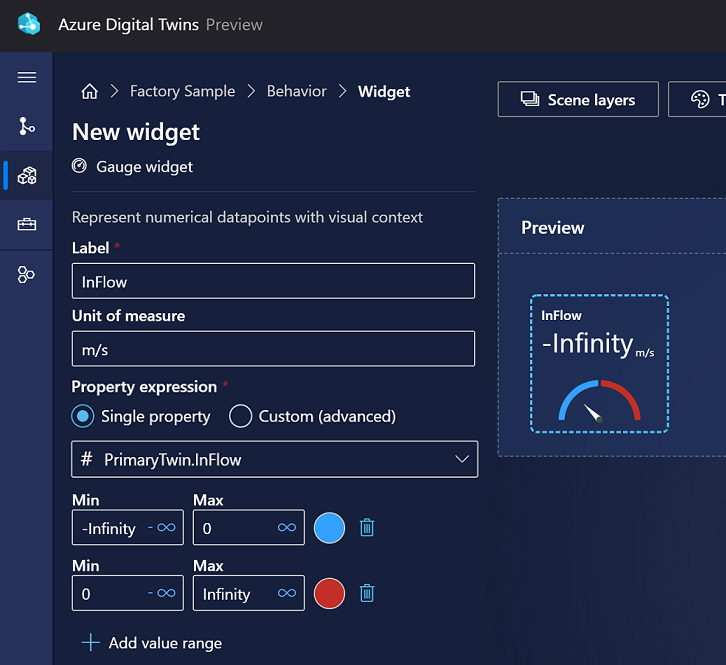 Azure Digital Twins Preview
Factory Sample > Behavior > Widget
Scene layers
T
New widget
Gauge widget
Represent numerical datapoints with visual context
Label *
InFlow
Unit of measure
m/s
Property expression *
Single property
Custom (advanced)
# PrimaryTwin.InFlow
Min Max
-Infinity -∞ 0 ∞
Min Max
0 -∞ Infinity ∞
+ Add value range
Preview
InFlow
-Infinity m/s